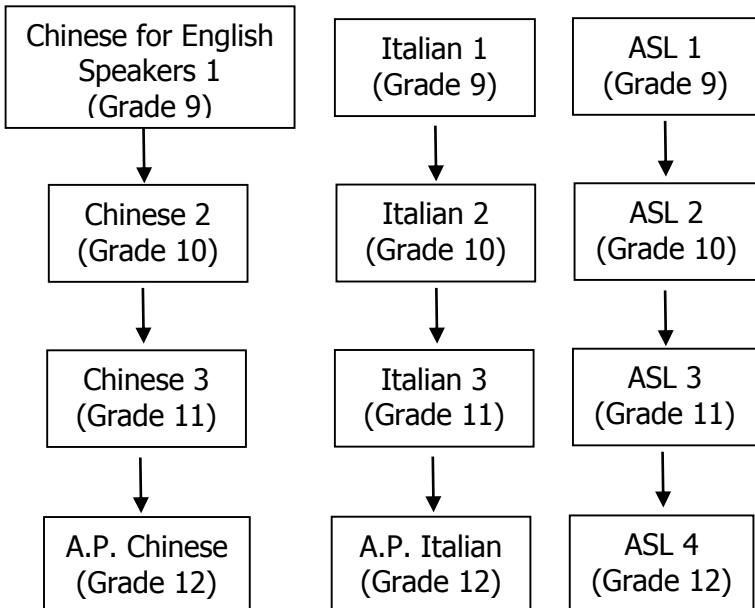 Chinese for English
Speakers 1
(Grade 9)
Italian 1
(Grade 9)
ASL 1
(Grade 9)
Chinese 2
(Grade 10)
Italian 2
(Grade 10)
ASL 2
(Grade 10)
Chinese 3
(Grade 11)
Italian 3
(Grade 11)
ASL 3
(Grade 11)
A.P. Chinese
(Grade 12)
A.P. Italian
(Grade 12)
ASL 4
(Grade 12)